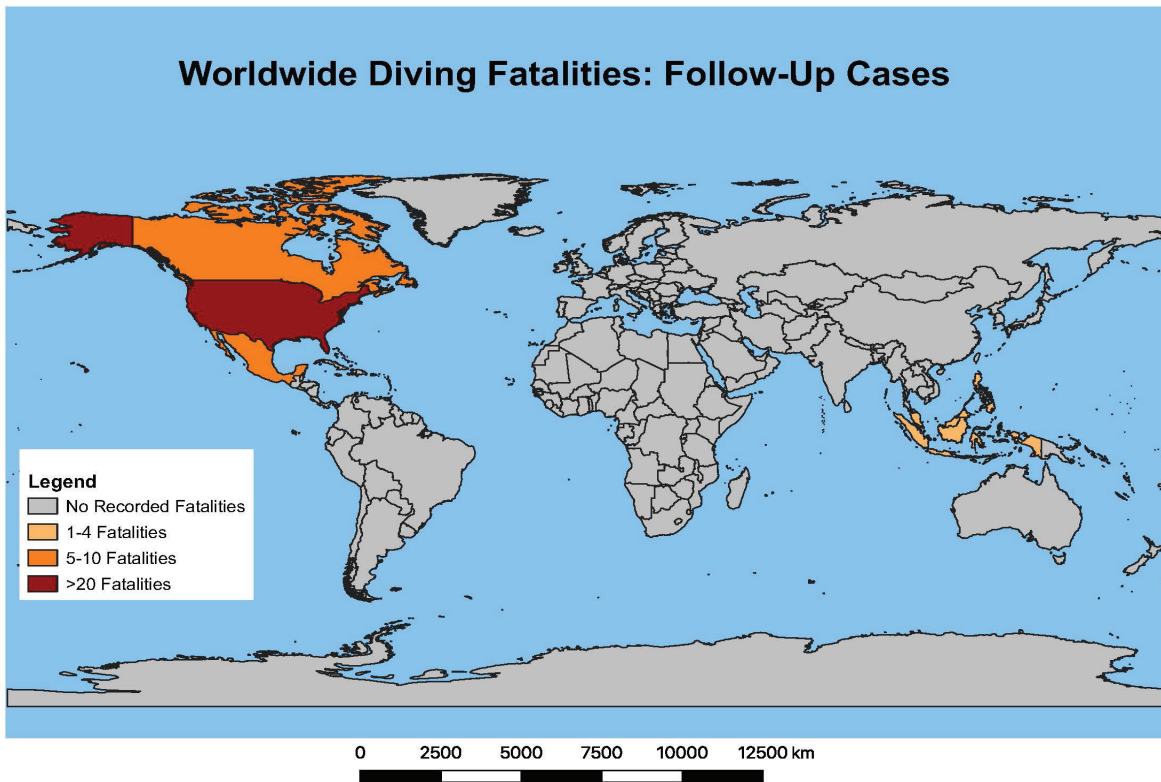 Worldwide Diving Fatalities: Follow-Up Cases
Legend
No Recorded Fatalities
1-4 Fatalities
5-10 Fatalities
>20 Fatalities
0 2500 5000 7500 10000 12500 km